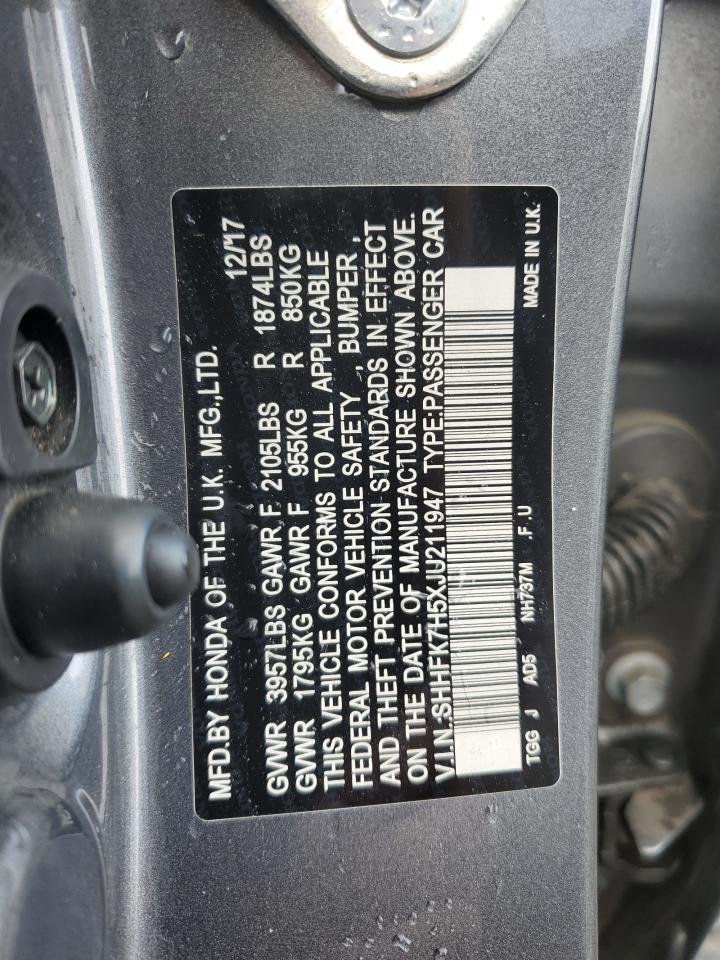 MFD.BY HONDA OF THE U.K. MFG.,LTD. 12/17
GVWR 3957LBS GAWR F 2105LBS R 1874LBS
GVWR 1795KG GAWR F 955KG R 850KG
THIS VEHICLE CONFORMS TO ALL APPLICABLE
FEDERAL MOTOR VEHICLE SAFETY , BUMPER ,
AND THEFT PREVENTION STANDARDS IN EFFECT
ON THE DATE OF MANUFACTURE SHOWN ABOVE.
V.I.N.:SHHFK7H5XJU211947 TYPE:PASSENGER CAR
TGG J AD5 NH737M F.U MADE IN U.K.